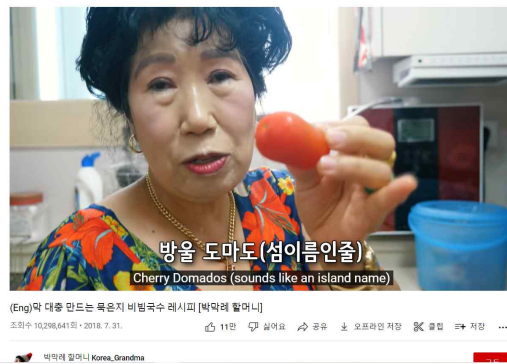 방울 도마도(섬이름인줄)
Cherry Domados (sounds like an island name)
(Eng)막 대충 만드는 묵은지 비빔국수 레시피 [박막례 할머니]
조회수 10,298,641회 • 2018. 7. 31.
11만 싫어요 공유 오프라인 저장 클립 저장 ...
박막례 할머니 Korea_Grandma